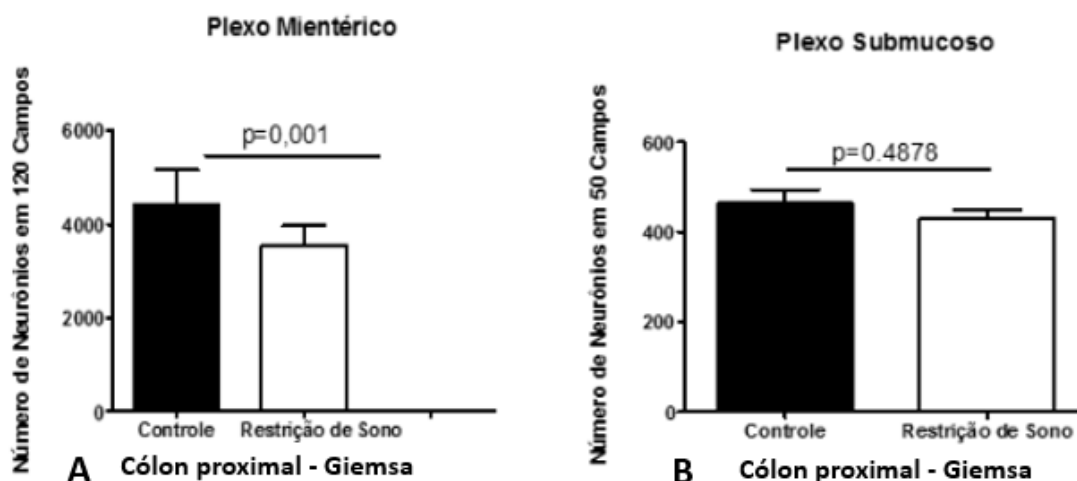 Plexo Mientérico
Número de Neurônios em 120 Campos
6000
4000
2000
0
p=0,001
Controle
Restrição de Sono
A
Cólon proximal - Giemsa
Plexo Submucoso
Número de Neurônios em 50 Campos
600
400
200
0
p=0.4878
Controle
Restrição de Sono
B
Cólon proximal - Giemsa